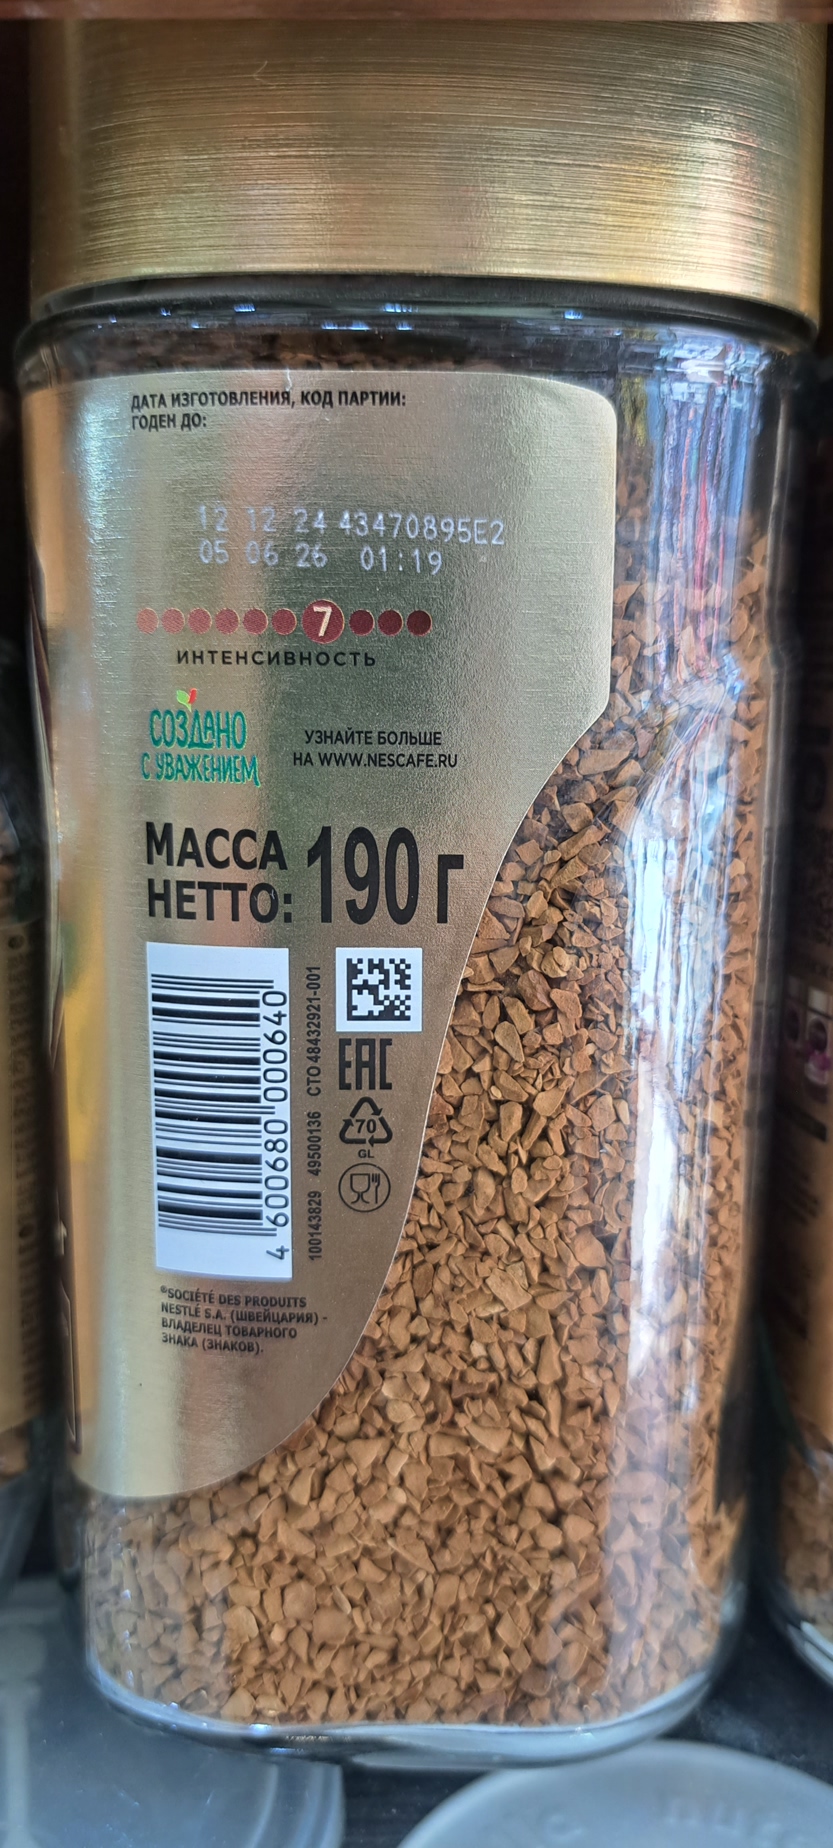 ДАТА ИЗГОТОВЛЕНИЯ, КОД ПАРТИИ:
ГОДЕН ДО:
12 12 24 43470895E2
05 06 26 01:19
7
ИНТЕНСИВНОСТЬ
СОЗДАНО
С УВАЖЕНИЕМ
УЗНАЙТЕ БОЛЬШЕ
НА WWW.NESCAFE.RU
МАССА
НЕТТО: 190 г
4 600680 000640
100143829 49500136 СТО 48432921-001
EAC
70
GL
®SOCIÉTÉ DES PRODUITS
NESTLÉ S.A. (ШВЕЙЦАРИЯ) -
ВЛАДЕЛЕЦ ТОВАРНОГО
ЗНАКА (ЗНАКОВ).